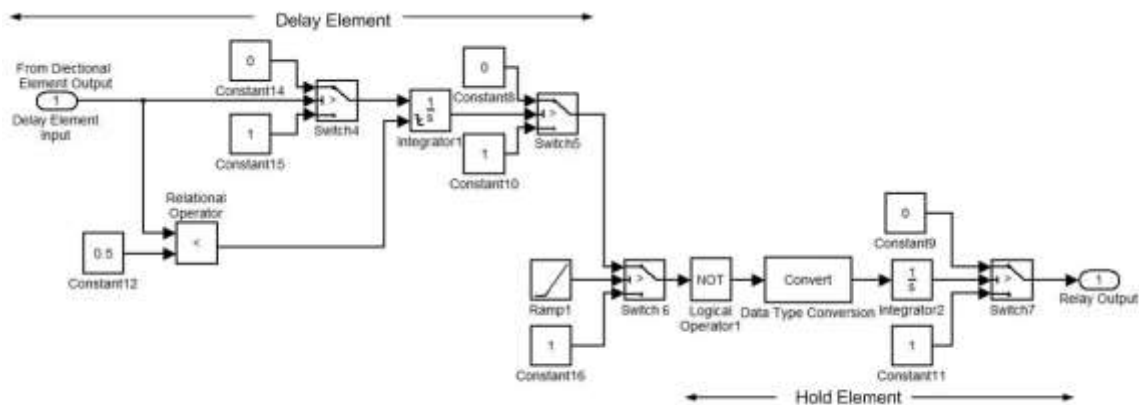 Delay Element
From Diectional
Element Output
1
Delay Element
Input
0
Constant14
1
Constant15
>
Switch4
1
s
Integrator1
0
Constant8
1
Constant10
>
Switch5
Relational
Operator
<
0.5
Constant12
Ramp1
1
Constant16
>
Switch 6
NOT
Logical
Operator1
Convert
Data Type Conversion
1
s
Integrator2
0
Constant9
1
Constant11
>
Switch7
1
Relay Output
Hold Element